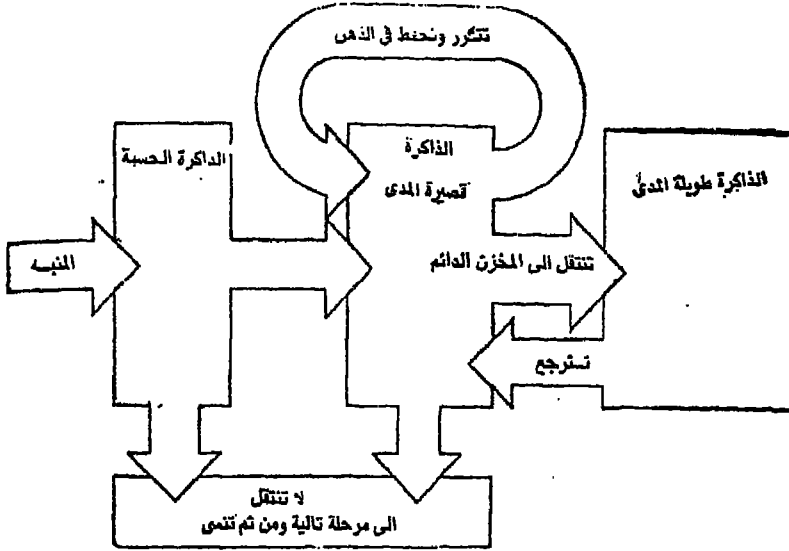 تتكرر وتحفظ في الذهن
الذاكرة الحسية
الذاكرة
قصيرة المدى
الذاكرة طويلة المدى
المنبه
تنتقل الى المخزن الدائم
تسترجع
لا تنتقل
الى مرحلة تالية ومن ثم تنسى